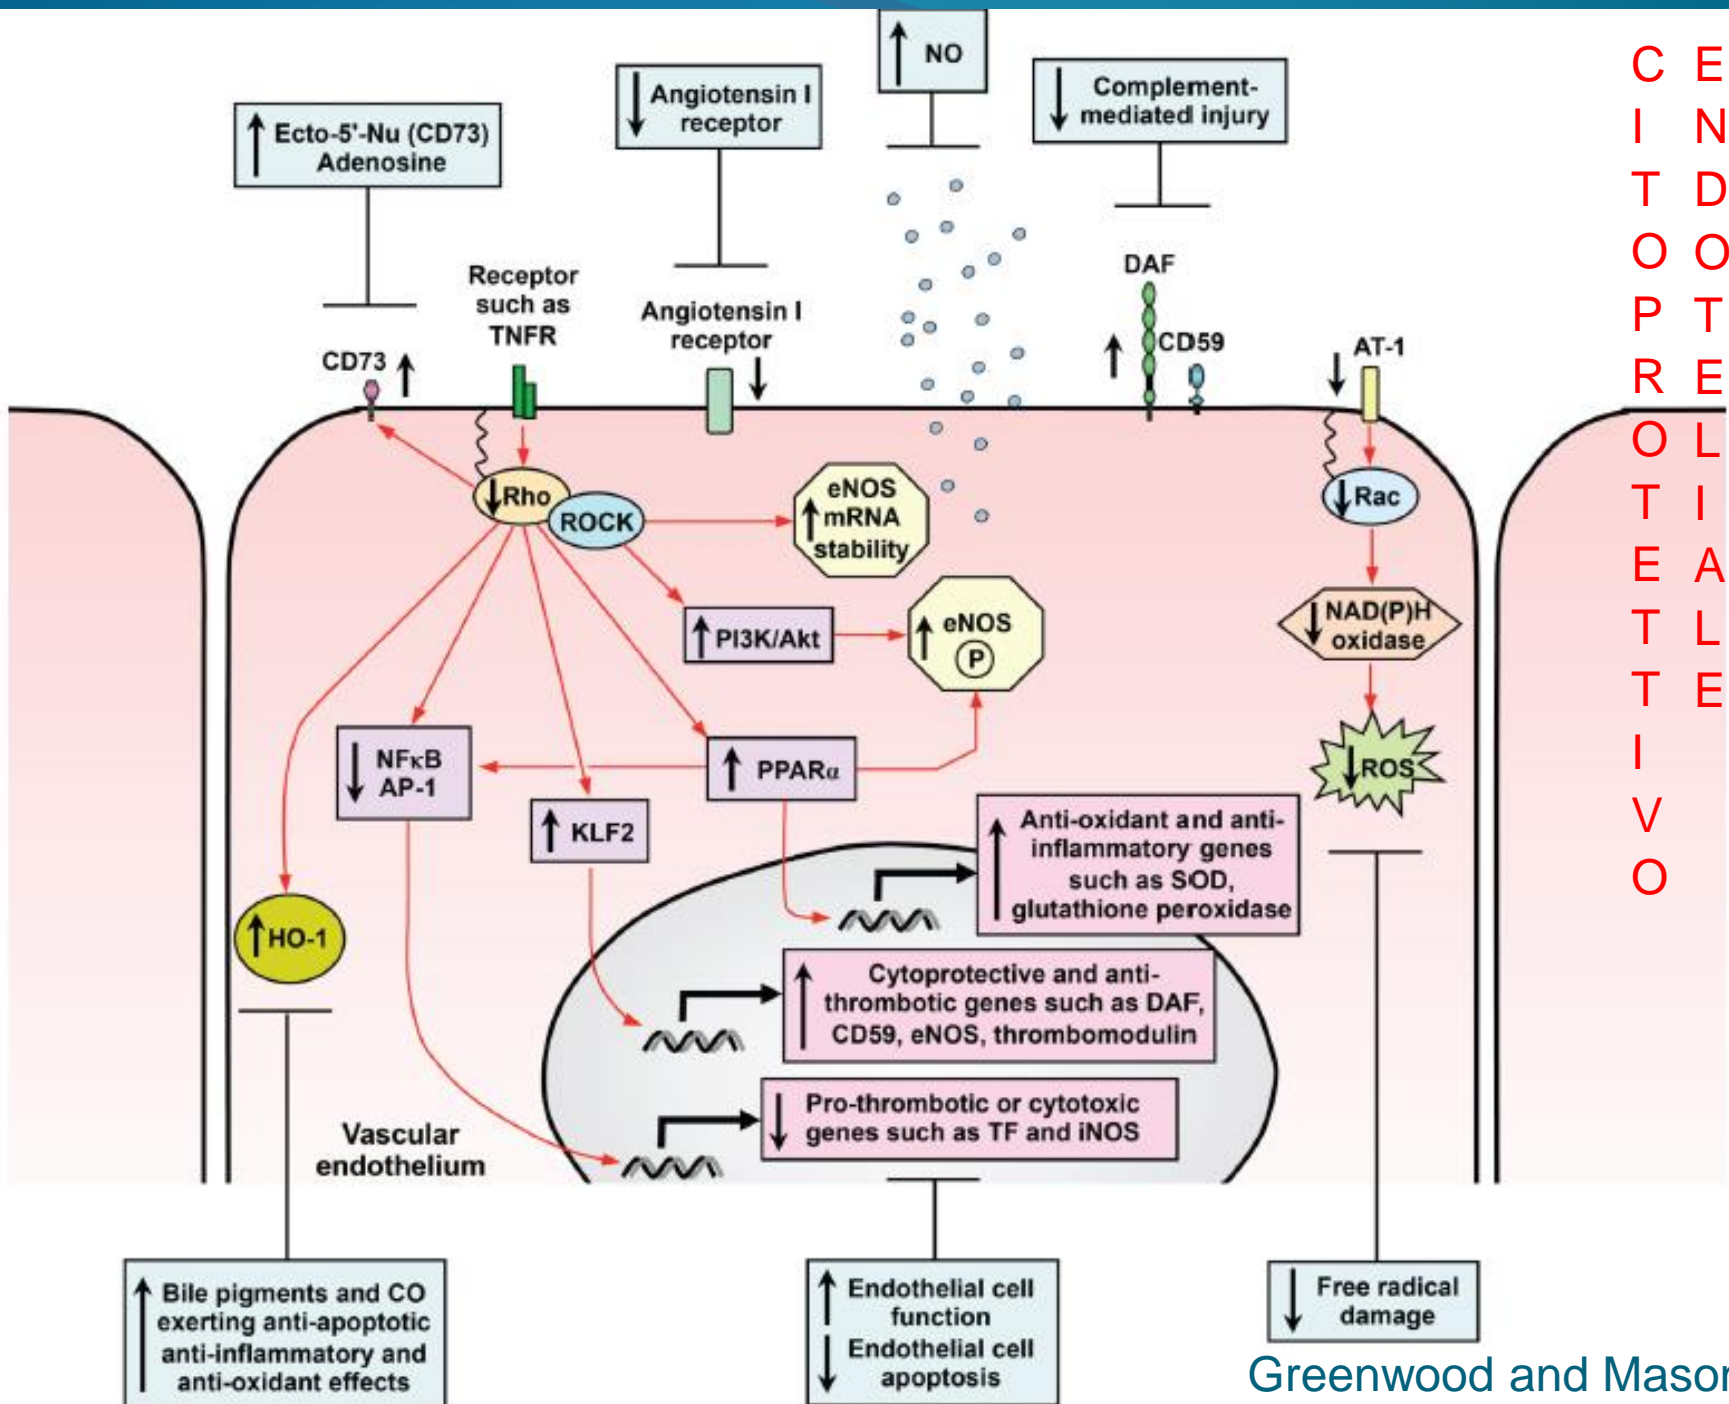 NO
Complement-
mediated injury
Angiotensin I
receptor
Ecto-5'-Nu (CD73)
Adenosine
CITOPROTETTIVO
ENDOTELIALE
DAF
CD59
AT-1
Receptor
such as
TNFR
Angiotensin I
receptor
CD73
Rho
ROCK
eNOS
mRNA
stability
Rac
PI3K/Akt
eNOS
P
NAD(P)H
oxidase
NFκB
AP-1
PPARα
KLF2
ROS
Anti-oxidant and anti-
inflammatory genes
such as SOD,
glutathione peroxidase
HO-1
Cytoprotective and anti-
thrombotic genes such as DAF,
CD59, eNOS, thrombomodulin
Pro-thrombotic or cytotoxic
genes such as TF and iNOS
Vascular
endothelium
Bile pigments and CO
exerting anti-apoptotic
anti-inflammatory and
anti-oxidant effects
Endothelial cell
function
Endothelial cell
apoptosis
Free radical
damage
Greenwood and Mason